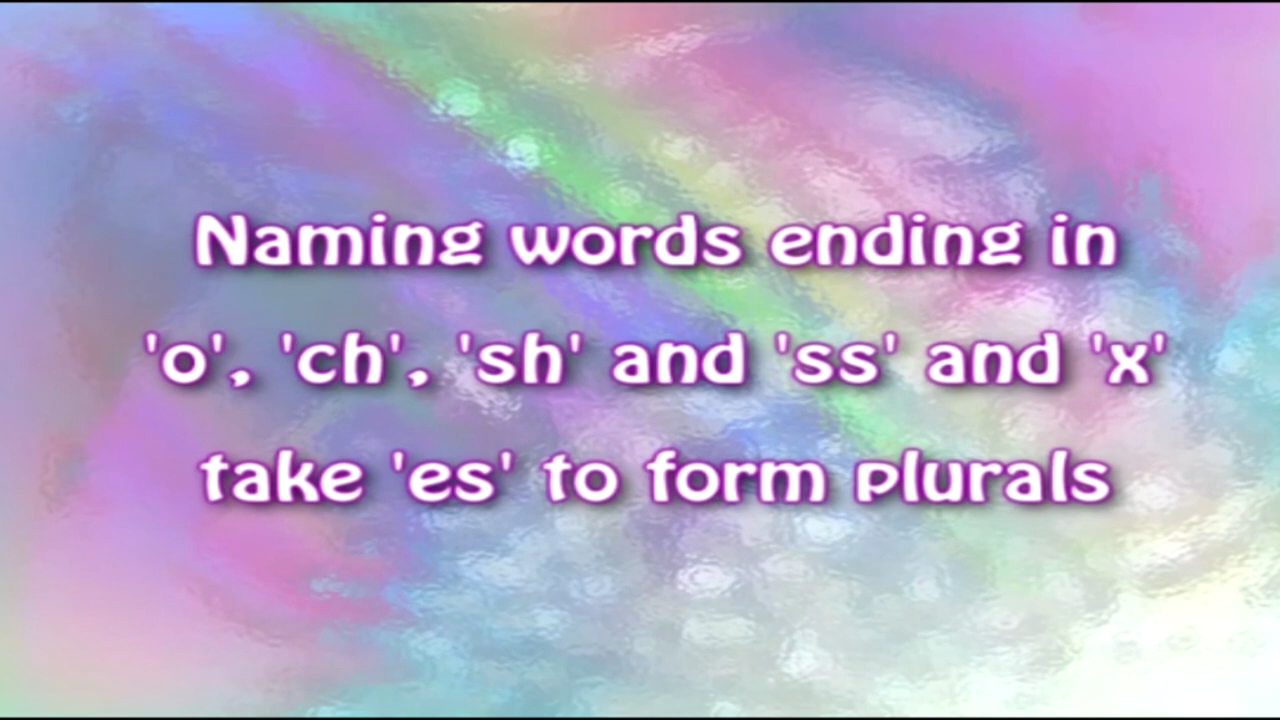 Naming words ending in
'o', 'ch', 'sh' and 'ss' and 'x'
take 'es' to form plurals